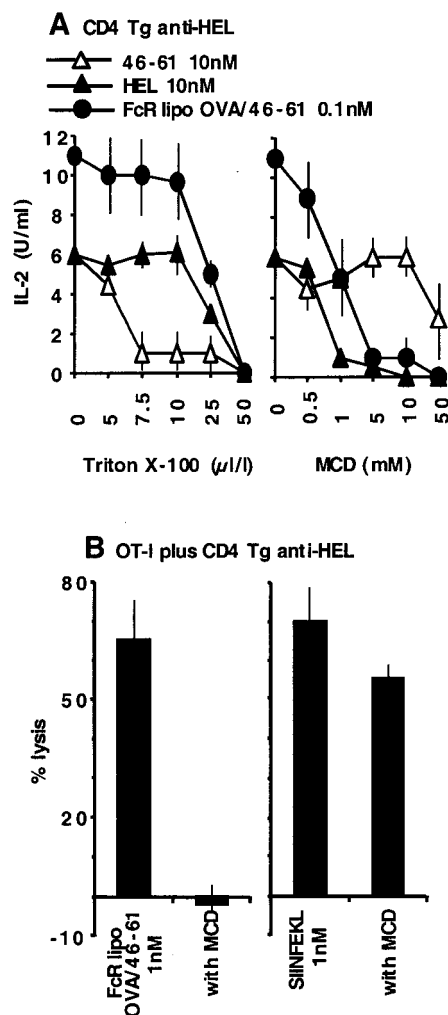 A CD4 Tg anti-HEL
46-61 10nM
HEL 10nM
FcR lipo OVA/46-61 0.1nM
IL-2 (U/ml)
12
10
8
6
4
2
0
0
5
7.5
10
25
50
Triton X-100 (µl/l)
0
0.5
1
5
10
50
MCD (mM)
B OT-I plus CD4 Tg anti-HEL
% lysis
80
50
20
-10
FcR lipo
OVA/46-61
1nM
with MCD
SIINFEKL
1nM
with MCD